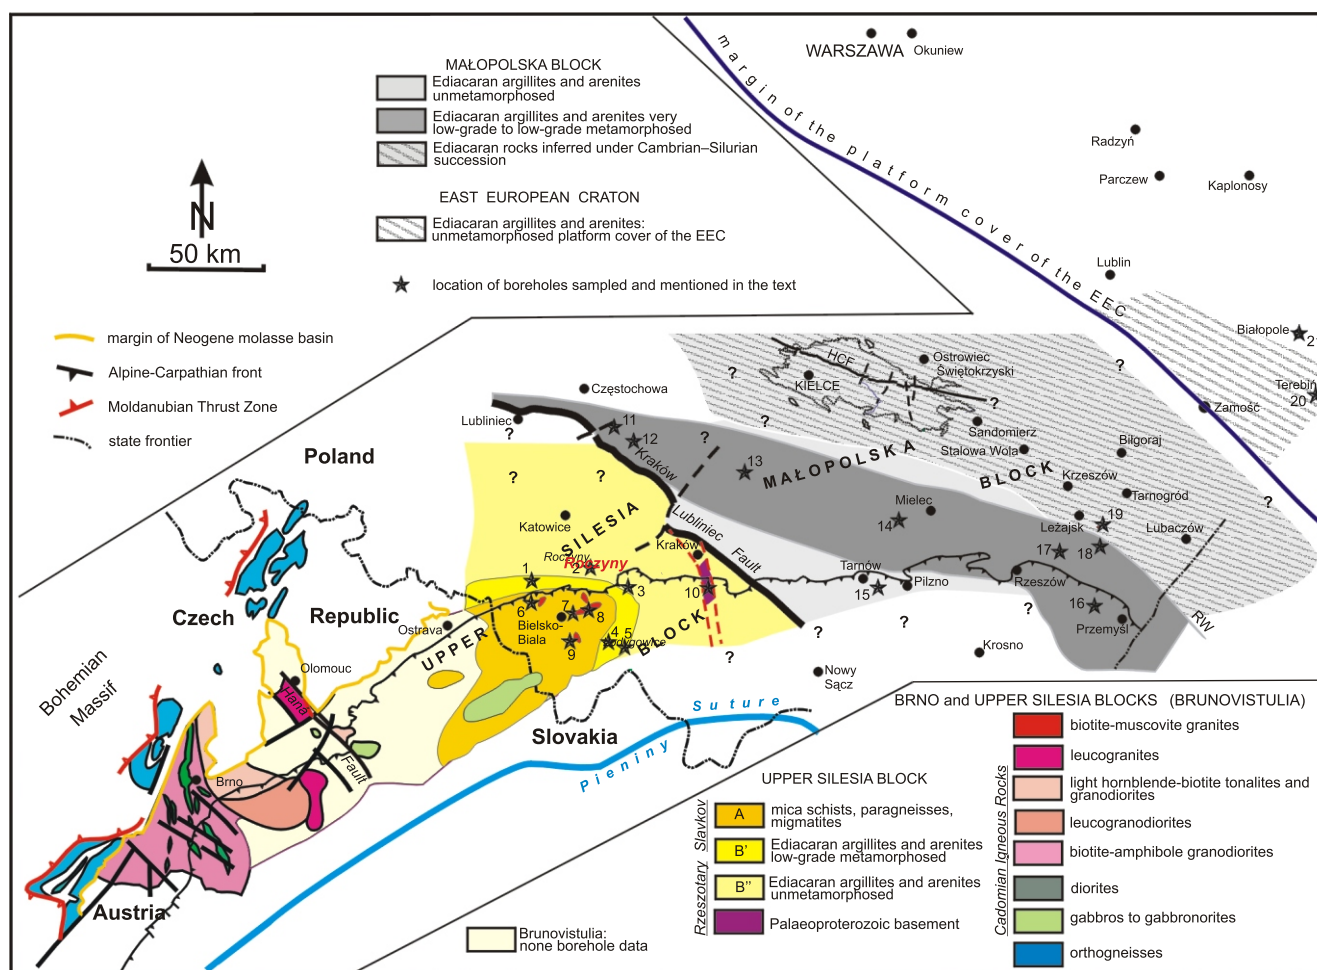 WARSZAWA
Okuniew
margin of the platform cover of the EEC
Radzyń
Parczew
Kaplonosy
Lublin
Białopole
21
Terebiń
20
Zamość
MAŁOPOLSKA BLOCK
Ediacaran argillites and arenites
unmetamorphosed
Ediacaran argillites and arenites very
low-grade to low-grade metamorphosed
Ediacaran rocks inferred under Cambrian–Silurian
succession
EAST EUROPEAN CRATON
Ediacaran argillites and arenites:
unmetamorphosed platform cover of the EEC
location of boreholes sampled and mentioned in the text
N
50 km
margin of Neogene molasse basin
Alpine-Carpathian front
Moldanubian Thrust Zone
state frontier
HCF
Ostrowiec
Świętokrzyski
KIELCE
?
?
?
?
?
?
Częstochowa
Lubliniec
?
11
12
Kraków
Lubliniec
Fault
13
MAŁOPOLSKA
BLOCK
Sandomierz
Stalowa Wola
Biłgoraj
Krzeszów
Tarnogród
Mielec
14
Leżajsk
19
17
18
Lubaczów
Poland
?
?
Katowice
SILESIA
Roczyny
Roczyny
Kraków
1
2
3
10
Tarnów
15
Pilzno
Rzeszów
16
Przemyśl
RW
?
?
?
?
Krosno
Nowy
Sącz
Czech
Republic
Ostrava
UPPER
6
7
8
Bielsko-
Biala
9
4
5
BLOCK
Olomouc
Hana
Fault
Bohemian
Massif
Brno
Austria
Slovakia
Pieniny
Suture
Brunovistulia:
none borehole data
UPPER SILESIA BLOCK
Slavkov
A
mica schists, paragneisses,
migmatites
Rzeszotary
B'
Ediacaran argillites and arenites
low-grade metamorphosed
B''
Ediacaran argillites and arenites
unmetamorphosed
Palaeoproterozoic basement
BRNO and UPPER SILESIA BLOCKS (BRUNOVISTULIA)
Cadomian Igneous Rocks
biotite-muscovite granites
leucogranites
light hornblende-biotite tonalites and
granodiorites
leucogranodiorites
biotite-amphibole granodiorites
diorites
gabbros to gabbronorites
orthogneisses